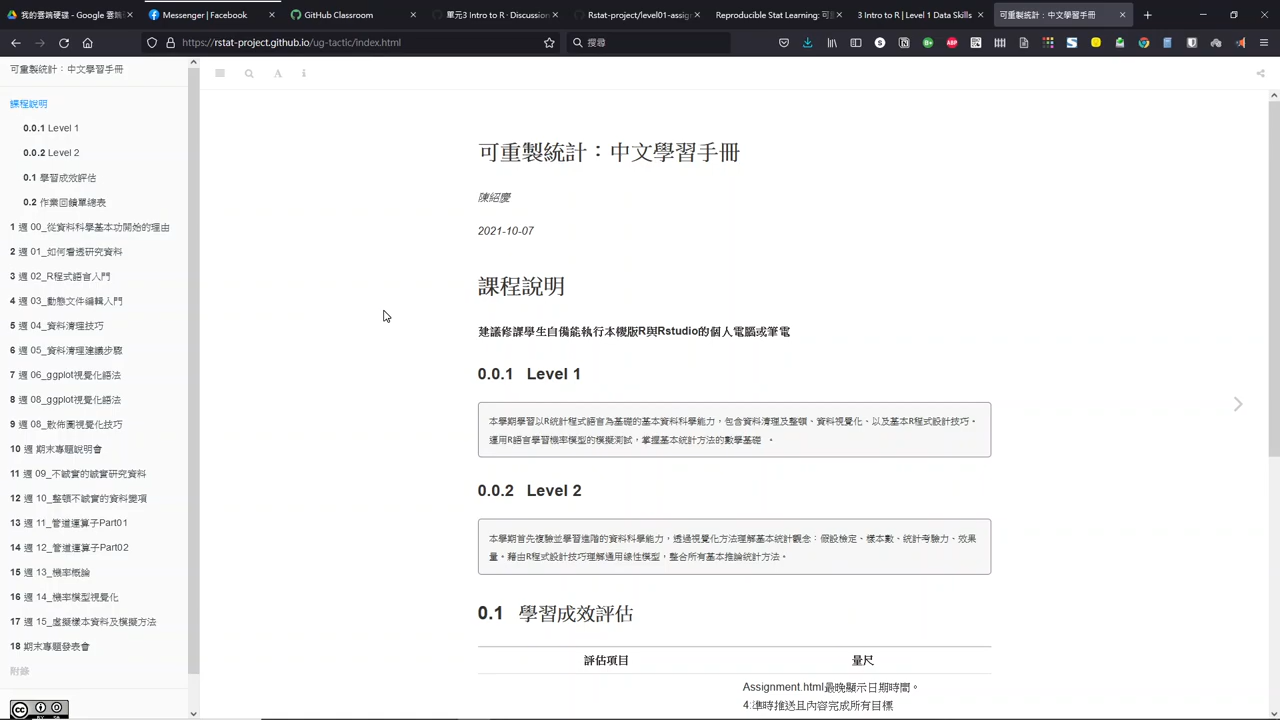 我的雲端硬碟 - Google 雲端
Messenger | Facebook
GitHub Classroom
單元3 Intro to R · Discussion
Rstat-project/level01-assig
Reproducible Stat Learning: 可
3 Intro to R | Level 1 Data Skills
可重製統計：中文學習手冊
https://rstat-project.github.io/ug-tactic/index.html
搜尋
可重製統計：中文學習手冊
課程說明
0.0.1 Level 1
0.0.2 Level 2
0.1 學習成效評估
0.2 作業回饋單總表
1 週 00_從資料科學基本功開始的理由
2 週 01_如何看透研究資料
3 週 02_R程式語言入門
4 週 03_動態文件編輯入門
5 週 04_資料清理技巧
6 週 05_資料清理建議步驟
7 週 06_ggplot視覺化語法
8 週 08_ggplot視覺化語法
9 週 08_散佈圖視覺化技巧
10 週 期末專題說明會
11 週 09_不誠實的誠實研究資料
12 週 10_整頓不誠實的資料變項
13 週 11_管道運算子Part01
14 週 12_管道運算子Part02
15 週 13_機率概論
16 週 14_機率模型視覺化
17 週 15_虛擬樣本資料及模擬方法
18 期末專題發表會
附錄
可重製統計：中文學習手冊
陳紹慶
2021-10-07
課程說明
建議修課學生自備能執行本機版R與Rstudio的個人電腦或筆電
0.0.1 Level 1
本學期學習以R統計程式語言為基礎的基本資料科學能力，包含資料清理及整頓、資料視覺化、以及基本R程式設計技巧。
運用R語言學習機率模型的模擬測試，掌握基本統計方法的數學基礎 。
0.0.2 Level 2
本學期首先複驗並學習進階的資料科學能力，透過視覺化方法理解基本統計觀念：假設檢定、樣本數、統計考驗力、效果
量。藉由R程式設計技巧理解通用線性模型，整合所有基本推論統計方法。
0.1 學習成效評估
評估項目 量尺
Assignment.html最晚顯示日期時間。
4:準時推送且內容完成所有目標